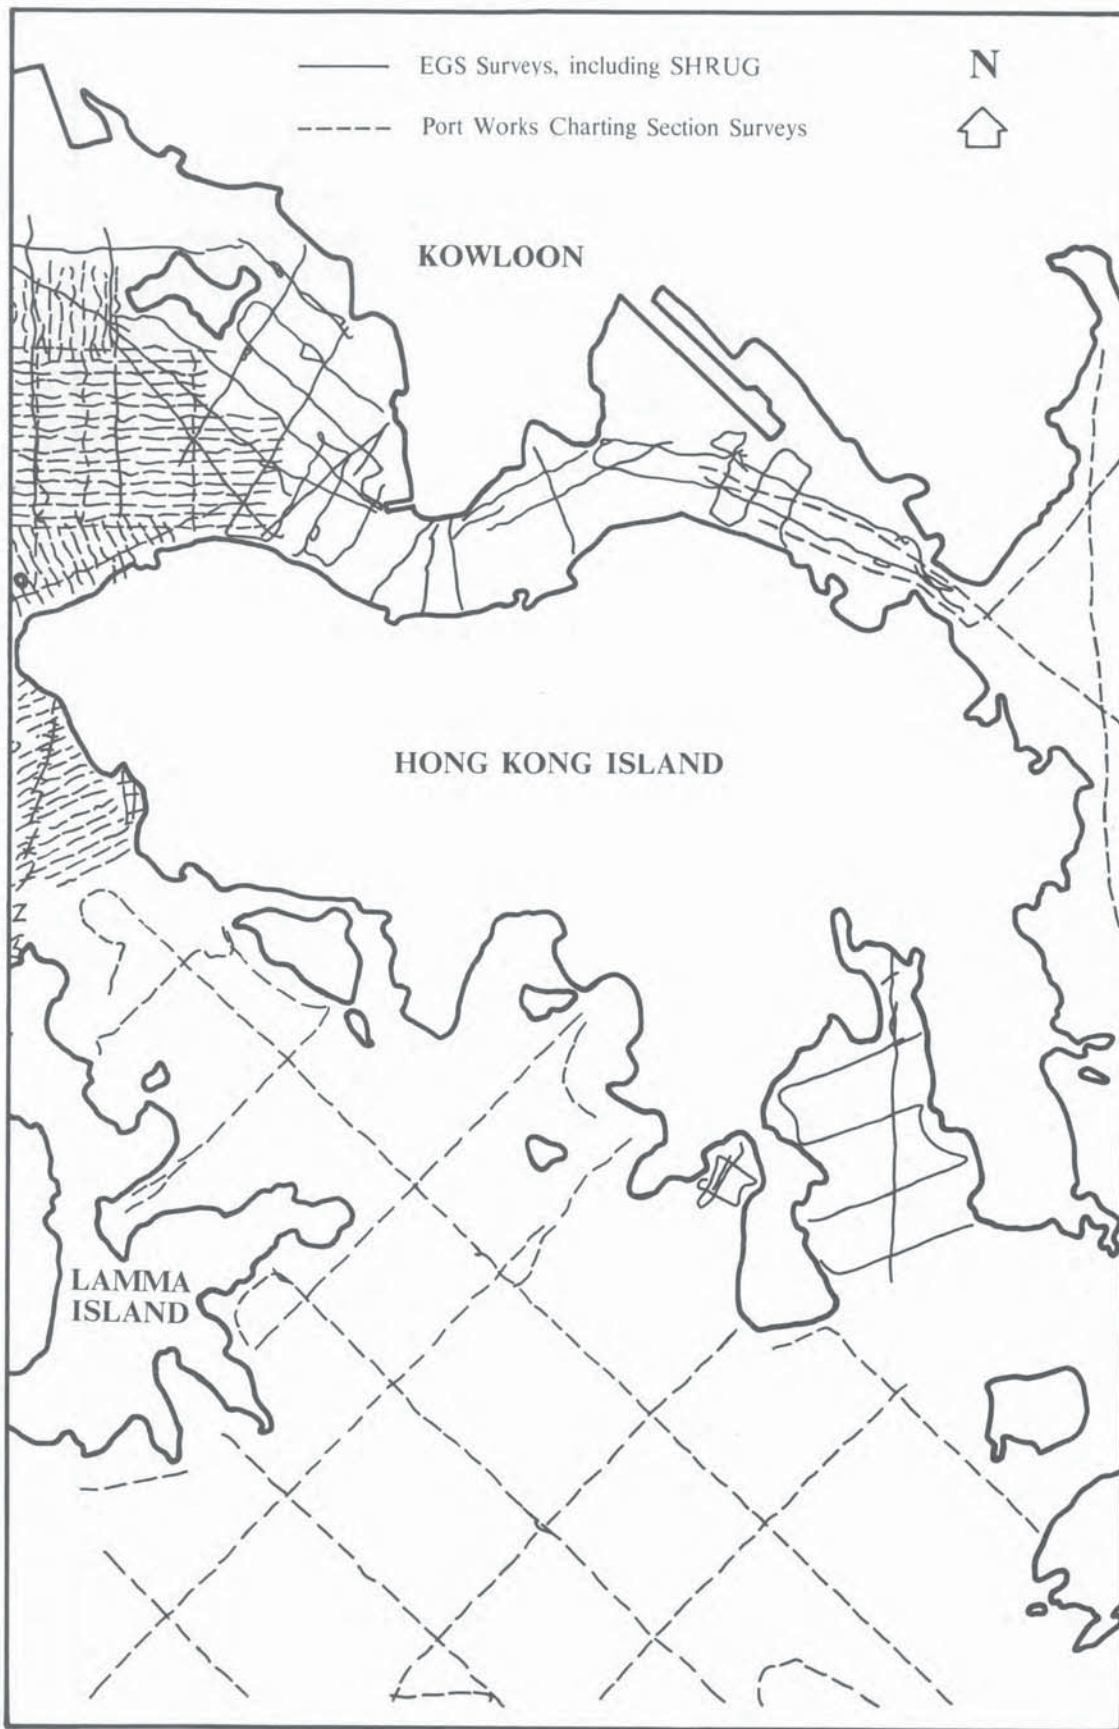 EGS Surveys, including SHRUG
N
Port Works Charting Section Surveys
KOWLOON
HONG KONG ISLAND
LAMMA
ISLAND